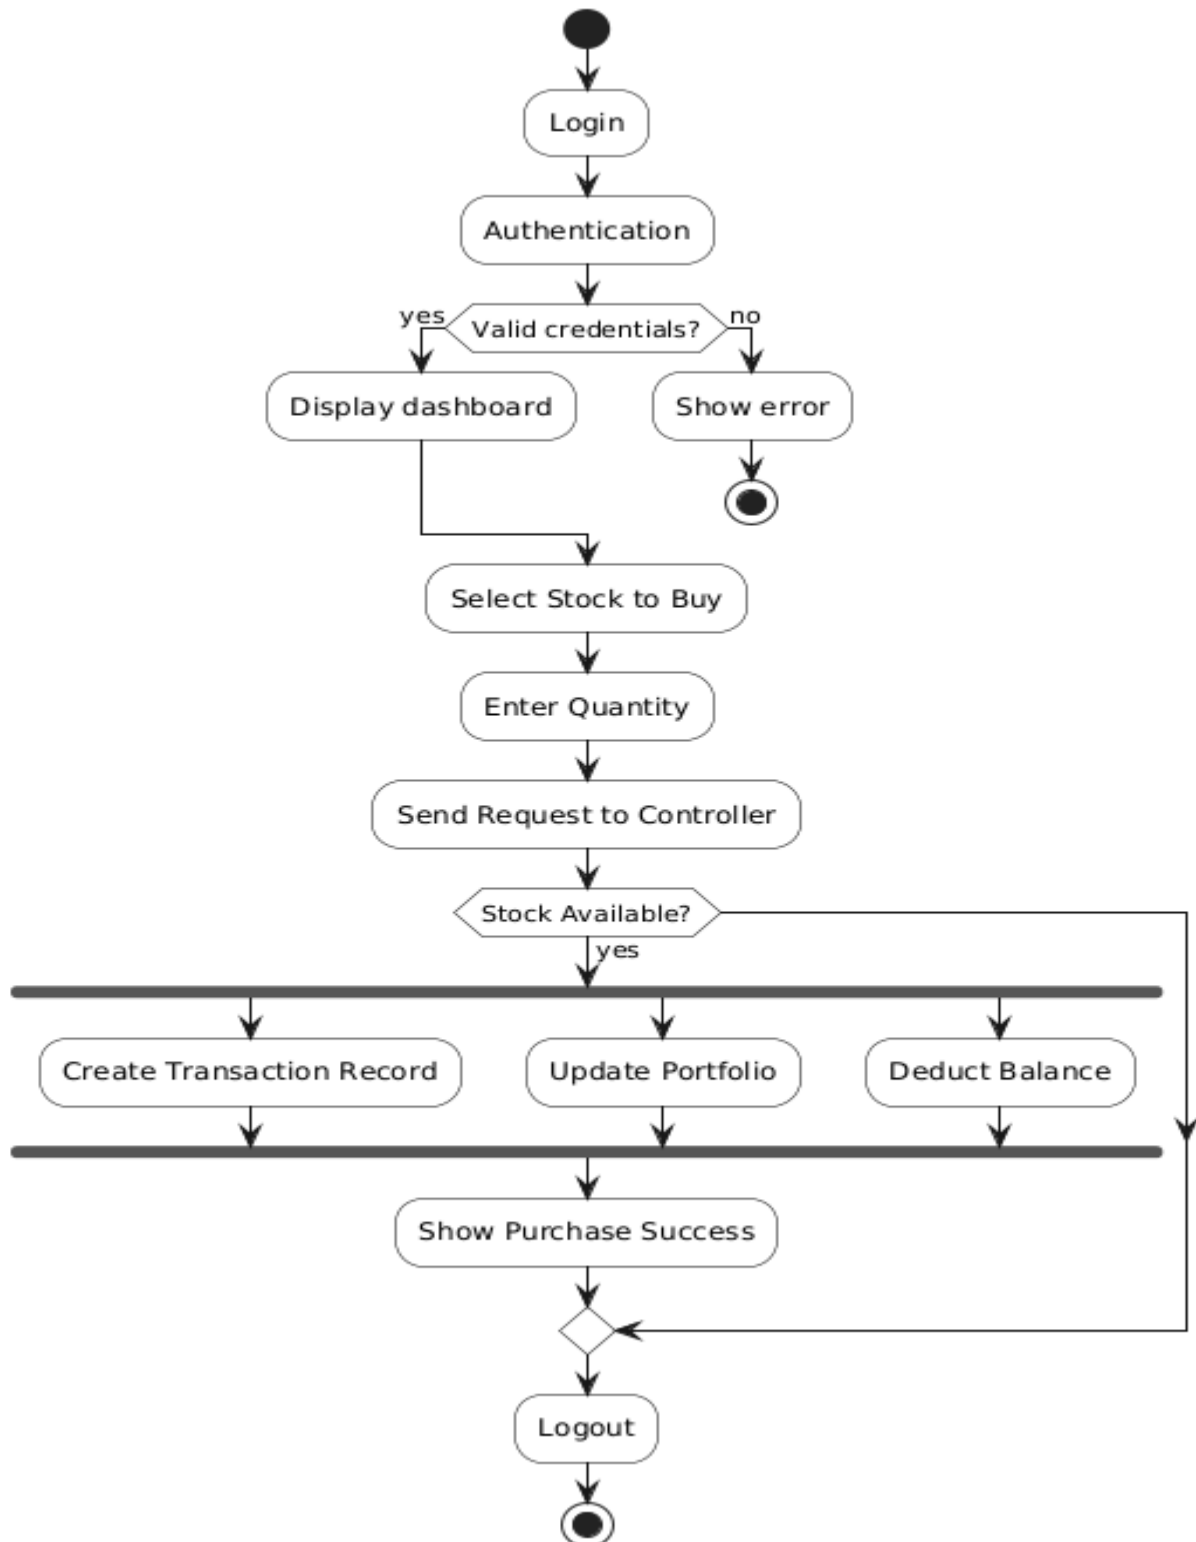 Login
Authentication
yes
Valid credentials?
no
Display dashboard
Show error
Select Stock to Buy
Enter Quantity
Send Request to Controller
Stock Available?
yes
Create Transaction Record
Update Portfolio
Deduct Balance
Show Purchase Success
Logout